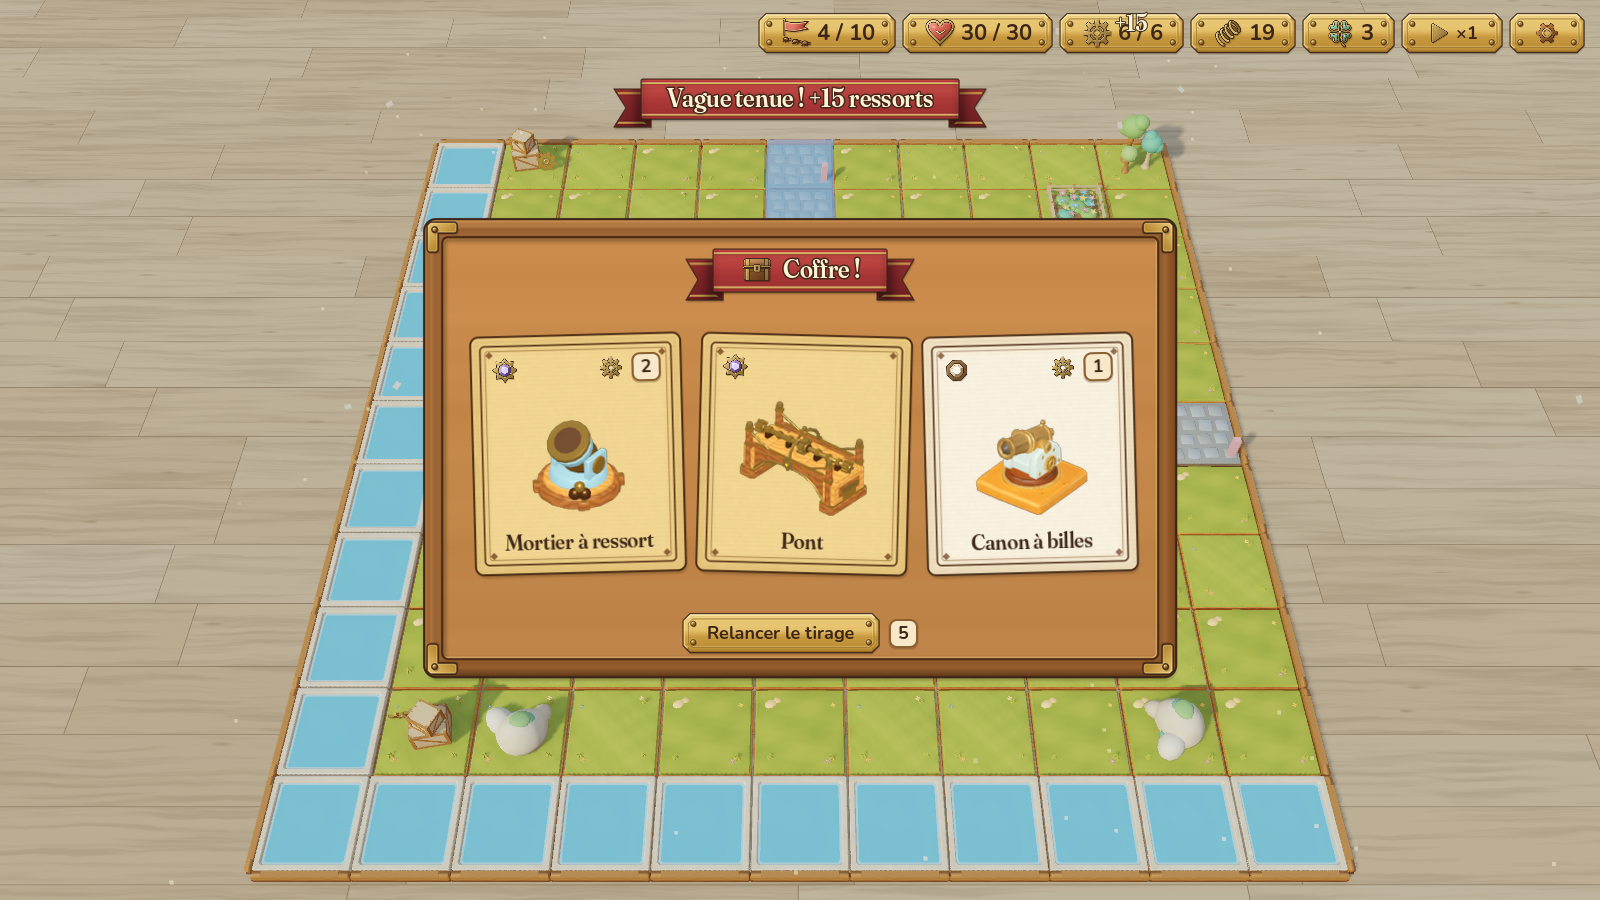 4 / 10
30 / 30
+15
6 / 6
19
3
×1
Vague tenue ! +15 ressorts
Coffre !
2
1
Mortier à ressort
Pont
Canon à billes
Relancer le tirage
5